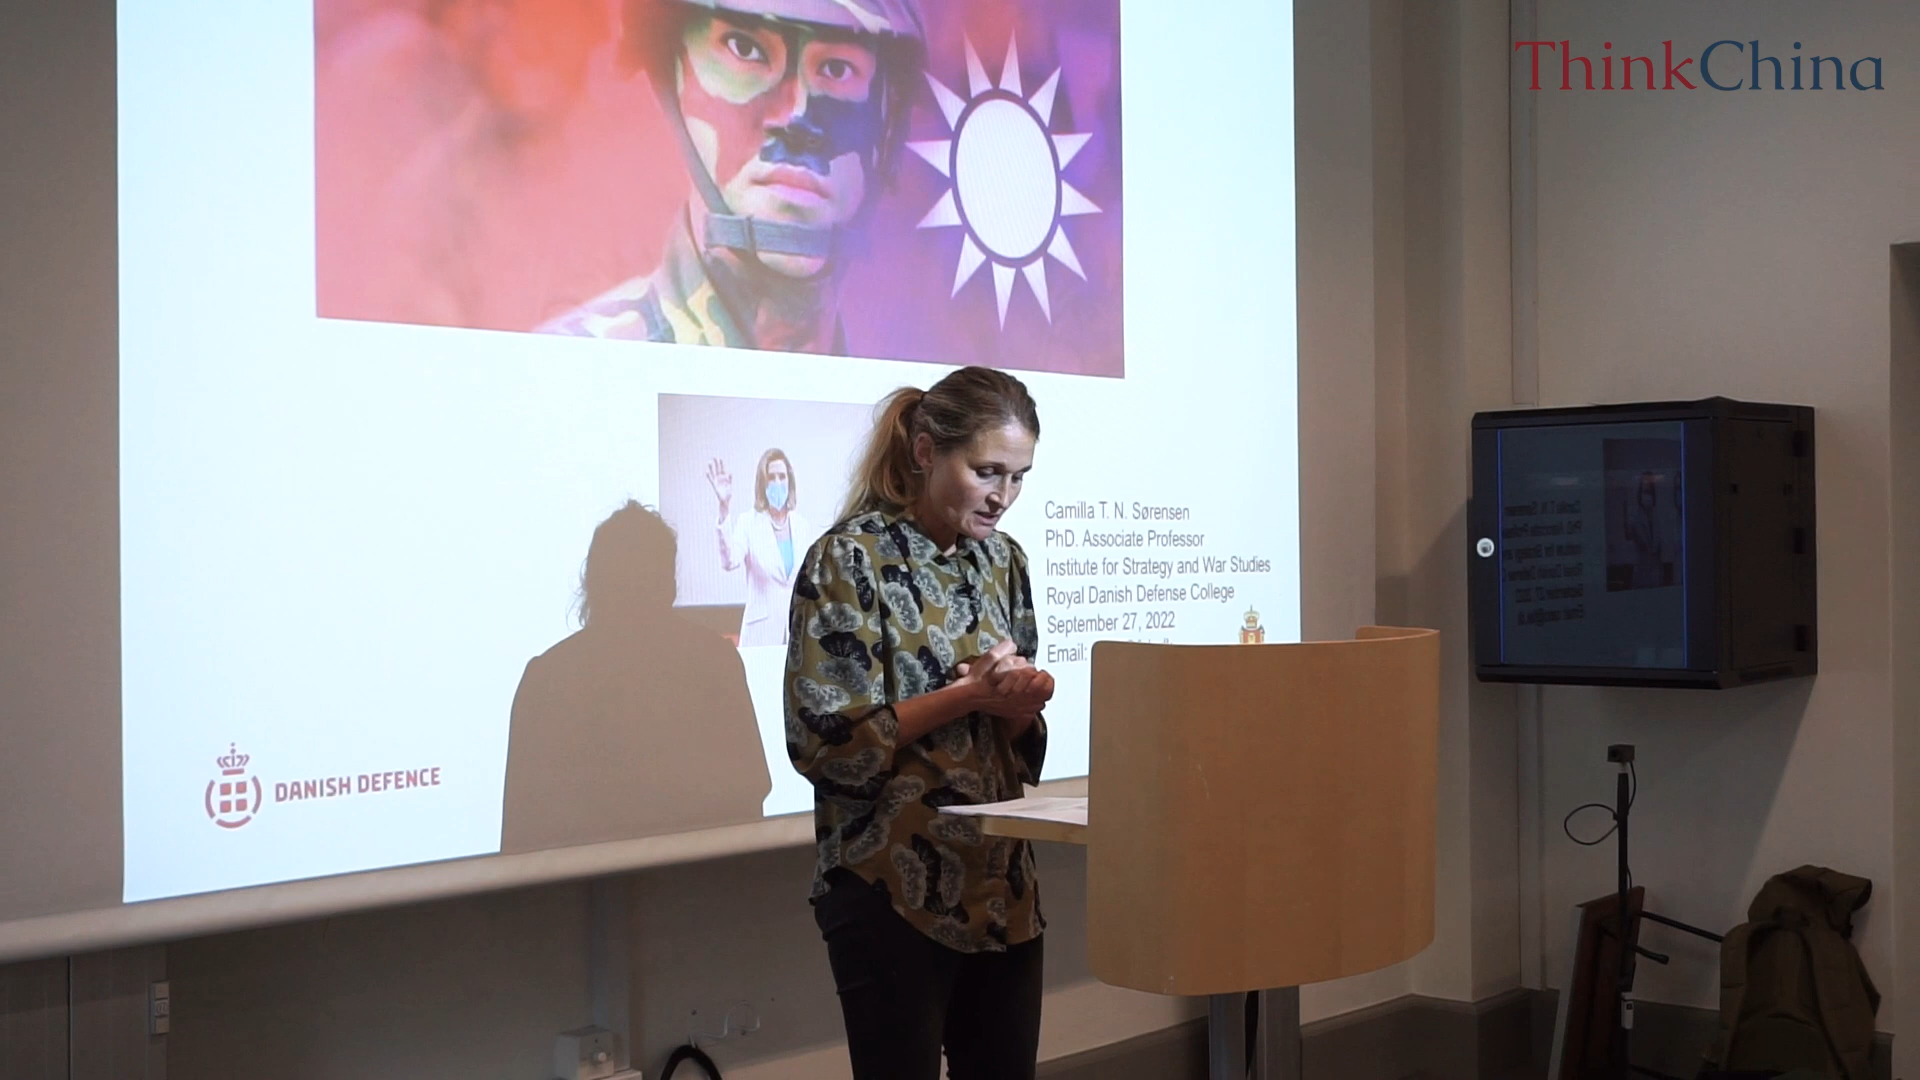 ThinkChina
Camilla T. N. Sørensen
PhD. Associate Professor
Institute for Strategy and War Studies
Royal Danish Defense College
September 27, 2022
Email:
DANISH DEFENCE